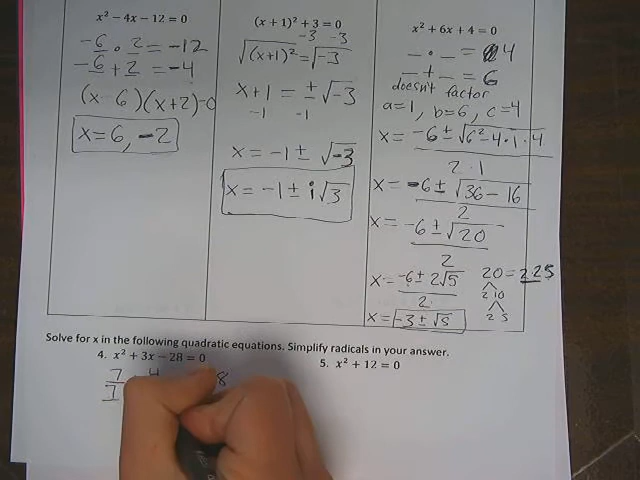 x² − 4x − 12 = 0
-6 · 2 = -12
-6 + 2 = -4
(x - 6)(x + 2) = 0
x = 6, -2
(x + 1)² + 3 = 0
-3 -3
√(x+1)² = √-3
x + 1 = ± √-3
-1 -1
x = -1 ± √-3
x = -1 ± i√3
x² + 6x + 4 = 0
_ · _ = 4
_ + _ = 6
doesn't factor
a = 1, b = 6, c = 4
x = -6 ± √6² - 4·1·4
2·1
x = -6 ± √36 - 16
2
x = -6 ± √20
2
x = -6 ± 2√5
2
20 = 2·2·5
2 10
2 5
x = -3 ± √5
Solve for x in the following quadratic equations. Simplify radicals in your answer.
4. x² + 3x − 28 = 0
7 4 8
5. x² + 12 = 0